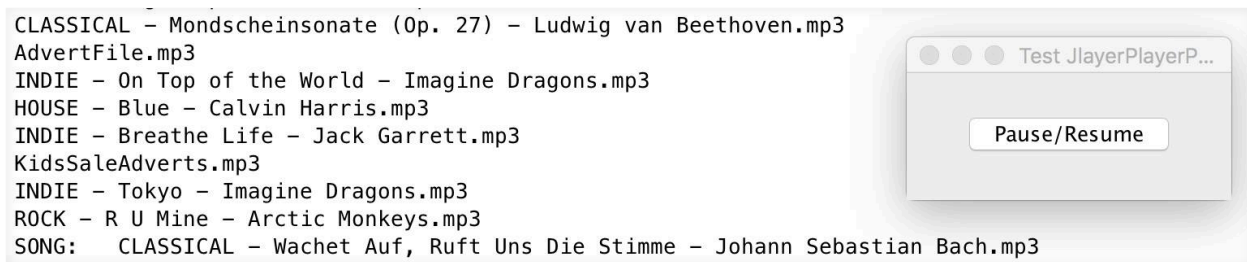 CLASSICAL – Mondscheinsonate (Op. 27) – Ludwig van Beethoven.mp3
AdvertFile.mp3
INDIE – On Top of the World – Imagine Dragons.mp3
HOUSE – Blue – Calvin Harris.mp3
INDIE – Breathe Life – Jack Garrett.mp3
KidsSaleAdverts.mp3
INDIE – Tokyo – Imagine Dragons.mp3
ROCK – R U Mine – Arctic Monkeys.mp3
SONG:   CLASSICAL – Wachet Auf, Ruft Uns Die Stimme – Johann Sebastian Bach.mp3
Test JlayerPlayerP...
Pause/Resume